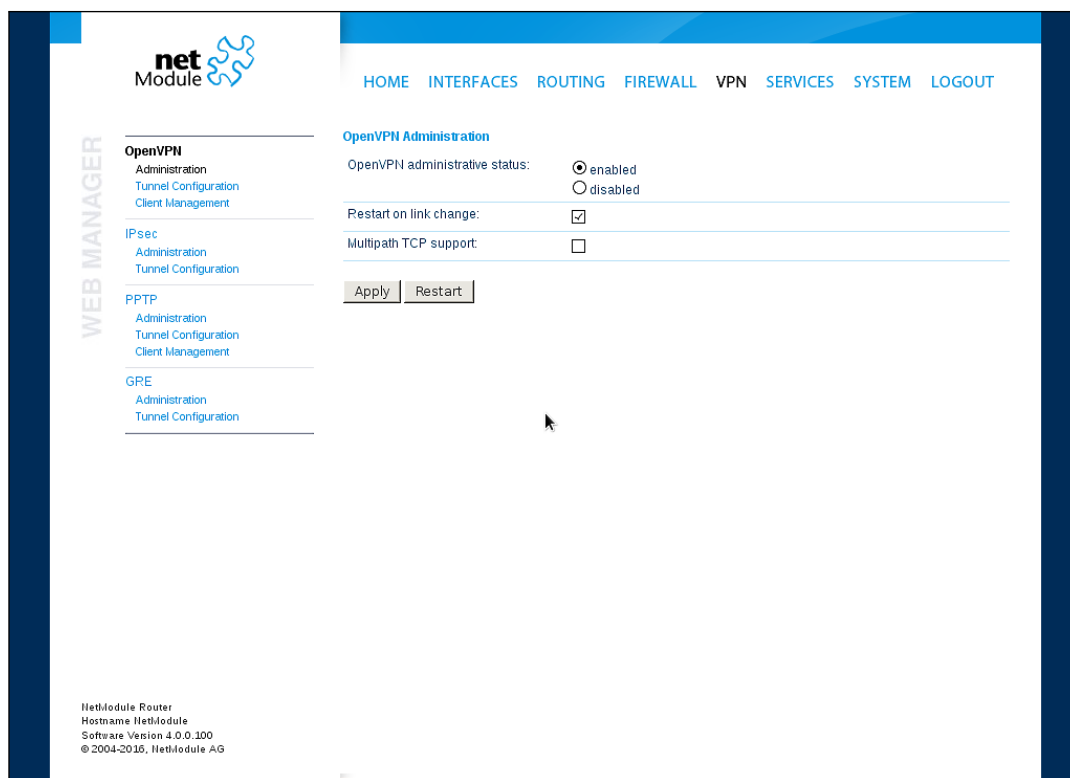 net
Module
HOME INTERFACES ROUTING FIREWALL VPN SERVICES SYSTEM LOGOUT
WEB MANAGER
OpenVPN
Administration
Tunnel Configuration
Client Management
IPsec
Administration
Tunnel Configuration
PPTP
Administration
Tunnel Configuration
Client Management
GRE
Administration
Tunnel Configuration
OpenVPN Administration
OpenVPN administrative status:
enabled
disabled
Restart on link change:
Multipath TCP support:
Apply Restart
NetModule Router
Hostname NetModule
Software Version 4.0.0.100
© 2004-2016, NetModule AG